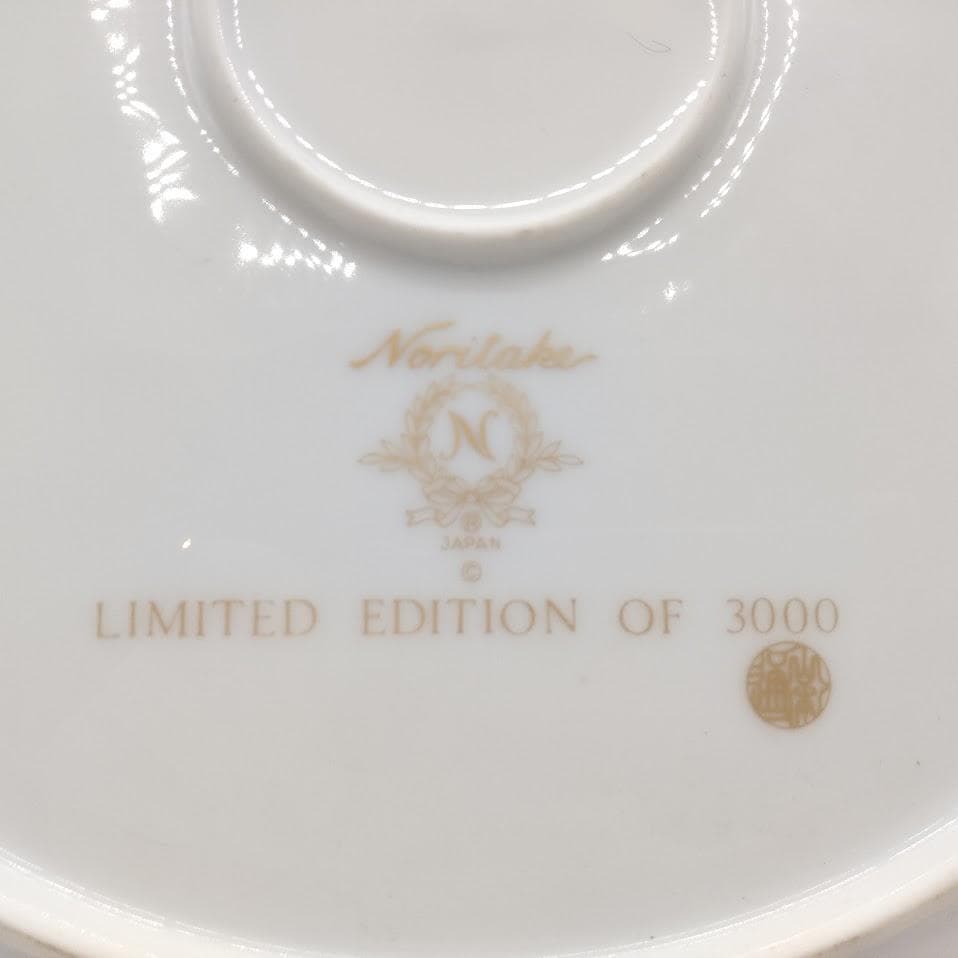 Noritake
N
®
JAPAN
©
LIMITED EDITION OF 3000